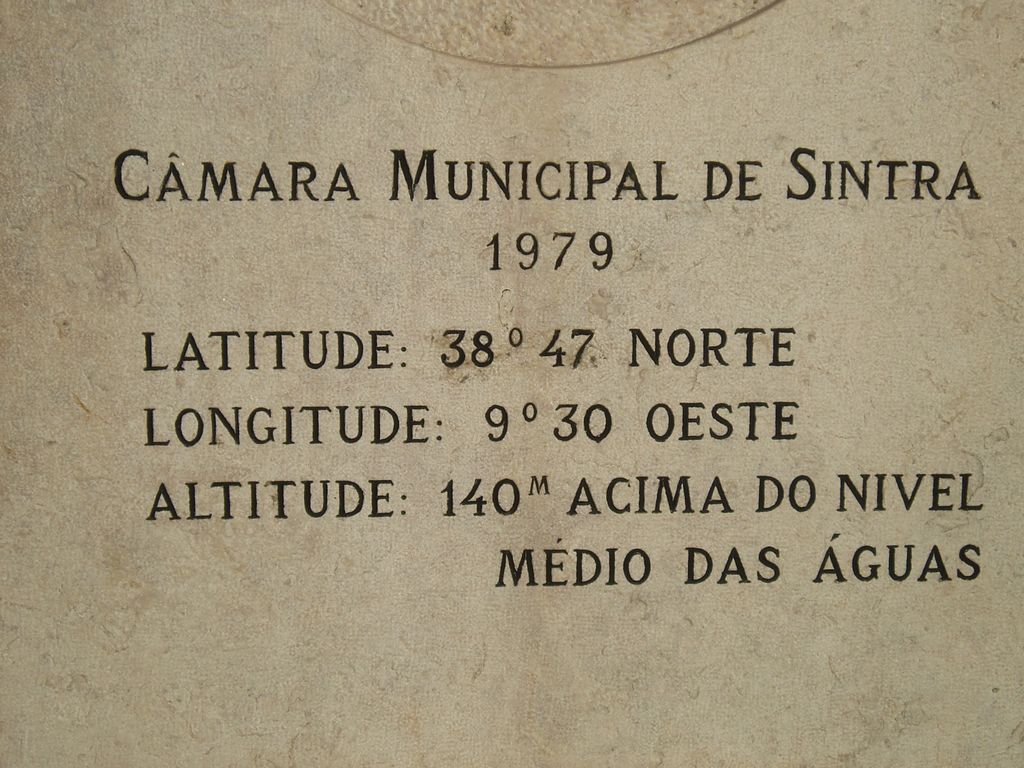 CÂMARA MUNICIPAL DE SINTRA
1979
LATITUDE: 38º 47 NORTE
LONGITUDE: 9º 30 OESTE
ALTITUDE: 140ᴹ ACIMA DO NIVEL
MÉDIO DAS ÁGUAS